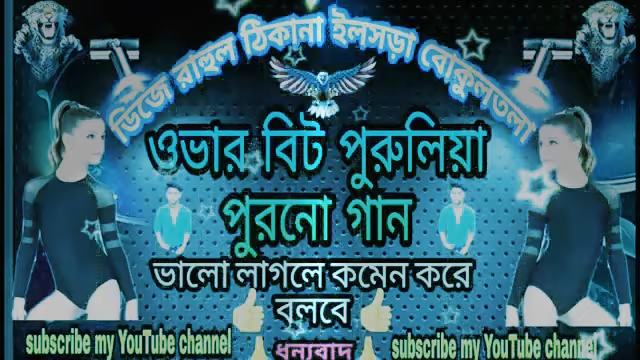 ডিজে রাহুল ঠিকানা ইলসড়া বোকুলতলা
ওভার বিট পুরুলিয়া
পুরনো গান
ভালো লাগলে কমেন করে
বলবে
ধন্যবাদ
subscribe my YouTube channel
subscribe my YouTube channel